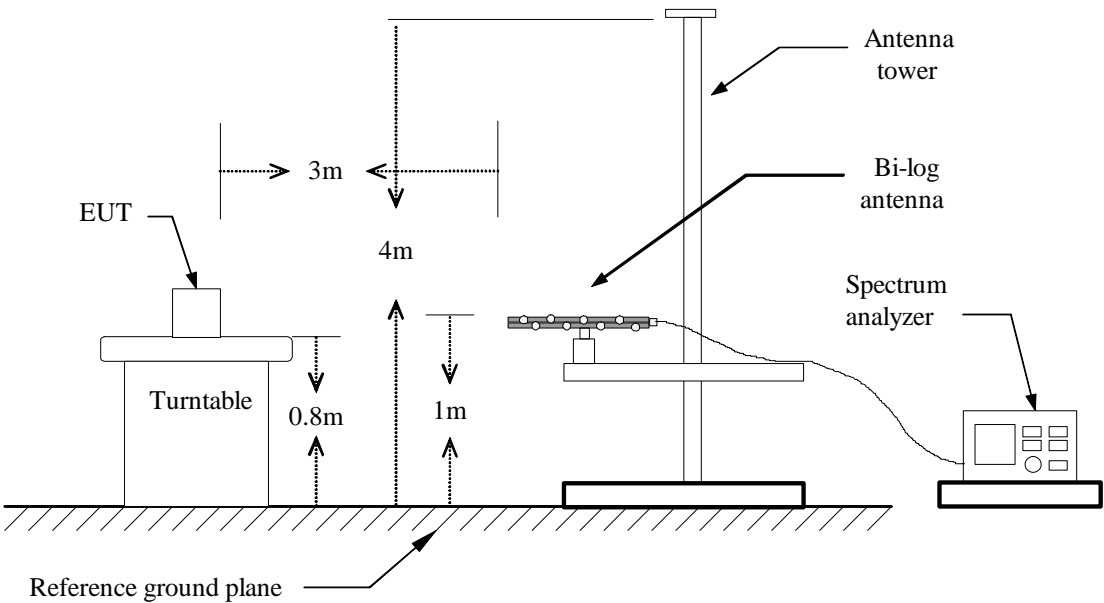 Antenna
tower
3m
Bi-log
antenna
EUT
4m
Spectrum
analyzer
Turntable
0.8m
1m
Reference ground plane